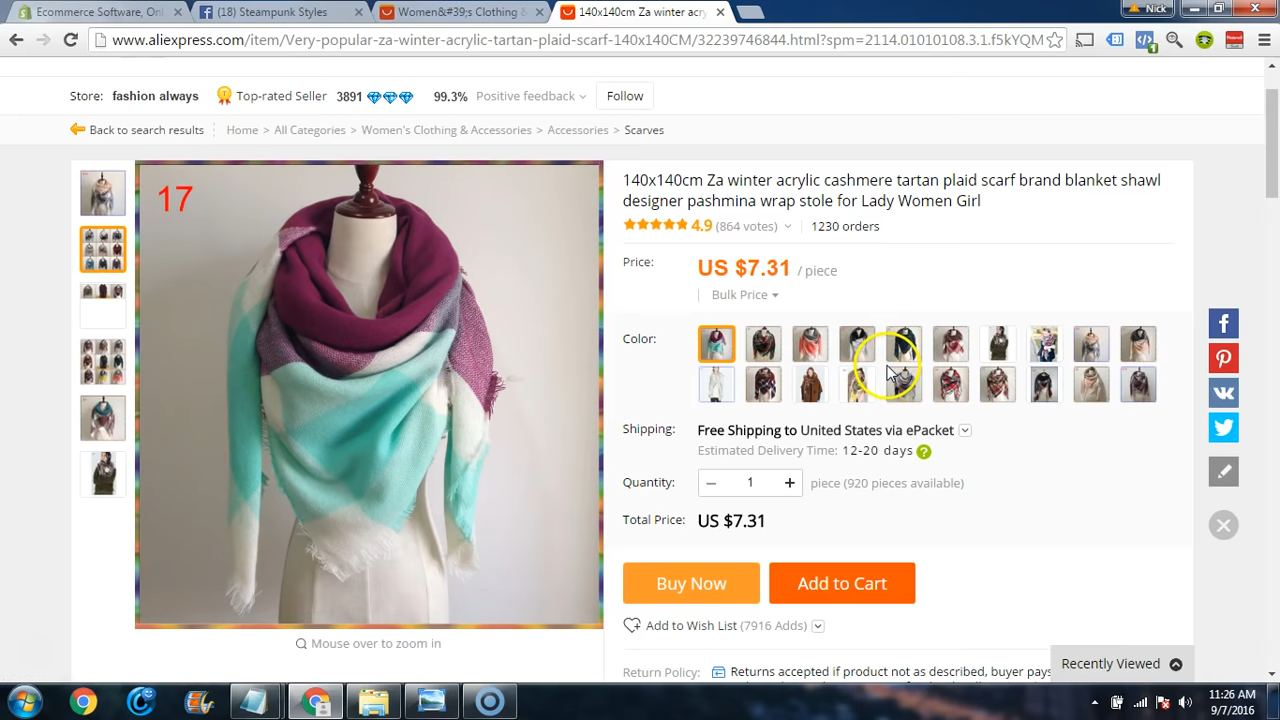 Ecommerce Software, Onl
(18) Steampunk Styles
Women&#39;s Clothing &
140x140cm Za winter acry
Nick
www.aliexpress.com/item/Very-popular-za-winter-acrylic-tartan-plaid-scarf-140x140CM/32239746844.html?spm=2114.01010108.3.1.f5kYQM
Store: fashion always Top-rated Seller 3891 99.3% Positive feedback Follow
Back to search results Home > All Categories > Women's Clothing & Accessories > Accessories > Scarves
17
140x140cm Za winter acrylic cashmere tartan plaid scarf brand blanket shawl
designer pashmina wrap stole for Lady Women Girl
4.9 (864 votes) 1230 orders
Price: US $7.31 / piece
Bulk Price
Color:
Shipping: Free Shipping to United States via ePacket
Estimated Delivery Time: 12-20 days ?
Quantity: 1 piece (920 pieces available)
Total Price: US $7.31
Buy Now Add to Cart
Mouse over to zoom in
Add to Wish List (7916 Adds)
Recently Viewed
Return Policy: Returns accepted if product not as described, buyer pays
11:26 AM
9/7/2016